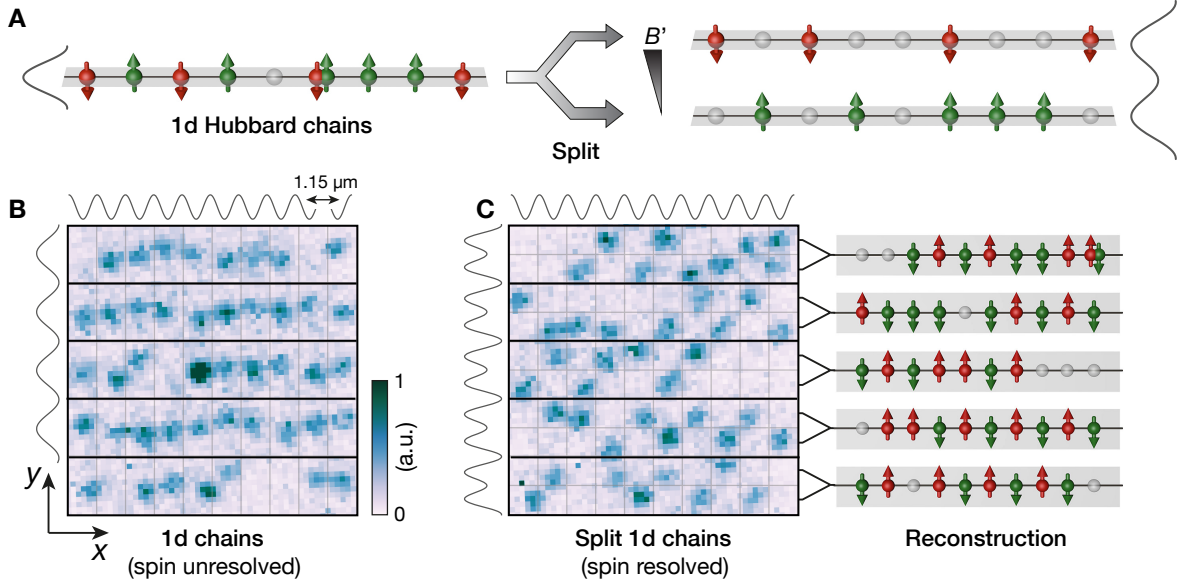 A
B'
1d Hubbard chains
Split
1.15 µm
B
C
1
(a.u.)
0
y
x
1d chains
(spin unresolved)
Split 1d chains
(spin resolved)
Reconstruction